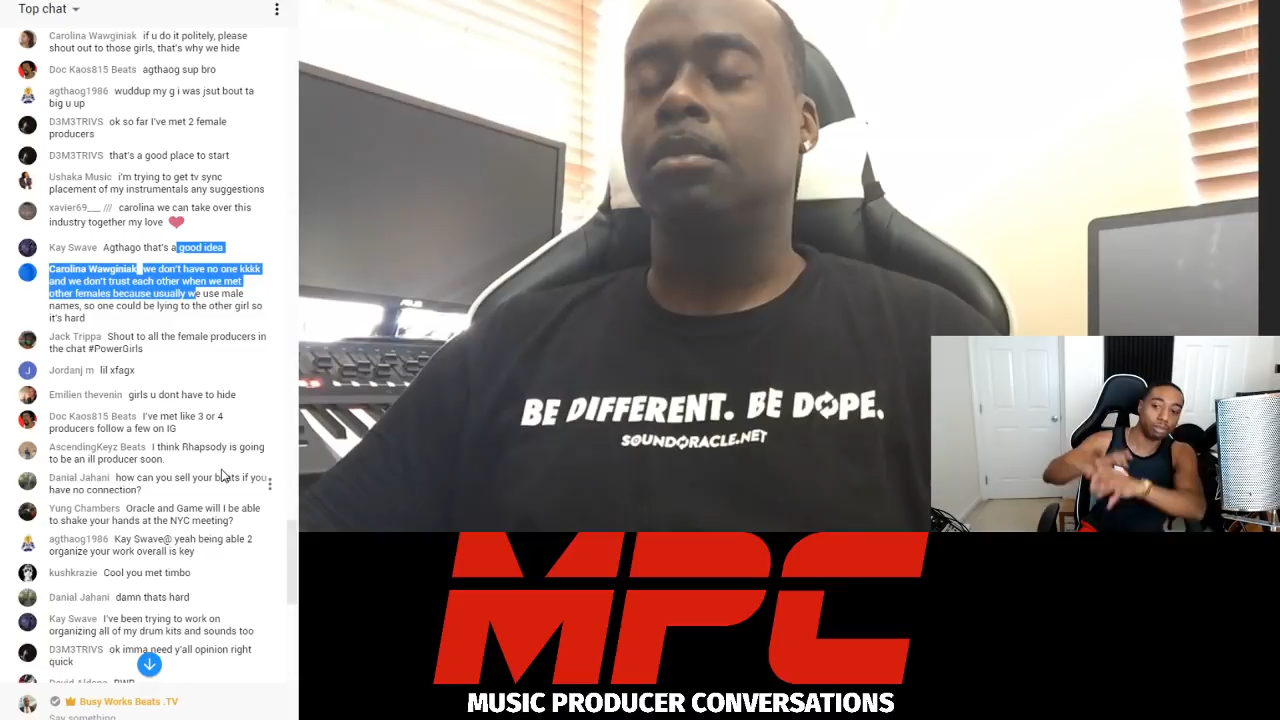 Top chat
Carolina Wawginiak if u do it politely, please
shout out to those girls, that's why we hide
Doc Kaos815 Beats agthaog sup bro
agthaog1986 wuddup my g i was jsut bout ta
big u up
D3M3TRIVS ok so far I've met 2 female
producers
D3M3TRIVS that's a good place to start
Ushaka Music i'm trying to get tv sync
placement of my instrumentals any suggestions
xavier69___ /// carolina we can take over this
industry together my love
Kay Swave Agthago that's a good idea
Carolina Wawginiak we don't have no one kkkk
and we don't trust each other when we met
other females because usually we use male
names, so one could be lying to the other girl so
it's hard
Jack Trippa Shout to all the female producers in
the chat #PowerGirls
J
Jordanj m lil xfagx
Emilien thevenin girls u dont have to hide
Doc Kaos815 Beats I've met like 3 or 4
producers follow a few on IG
AscendingKeyz Beats I think Rhapsody is going
to be an ill producer soon.
Danial Jahani how can you sell your beats if you
have no connection?
Yung Chambers Oracle and Game will I be able
to shake your hands at the NYC meeting?
agthaog1986 Kay Swave@ yeah being able 2
organize your work overall is key
kushkrazie Cool you met timbo
Danial Jahani damn thats hard
Kay Swave I've been trying to work on
organizing all of my drum kits and sounds too
D3M3TRIVS ok imma need y'all opinion right
quick
Busy Works Beats .TV
Say something
ASUS
BE DIFFERENT. BE DOPE.
SOUNDORACLE.NET
MPC
MUSIC PRODUCER CONVERSATIONS